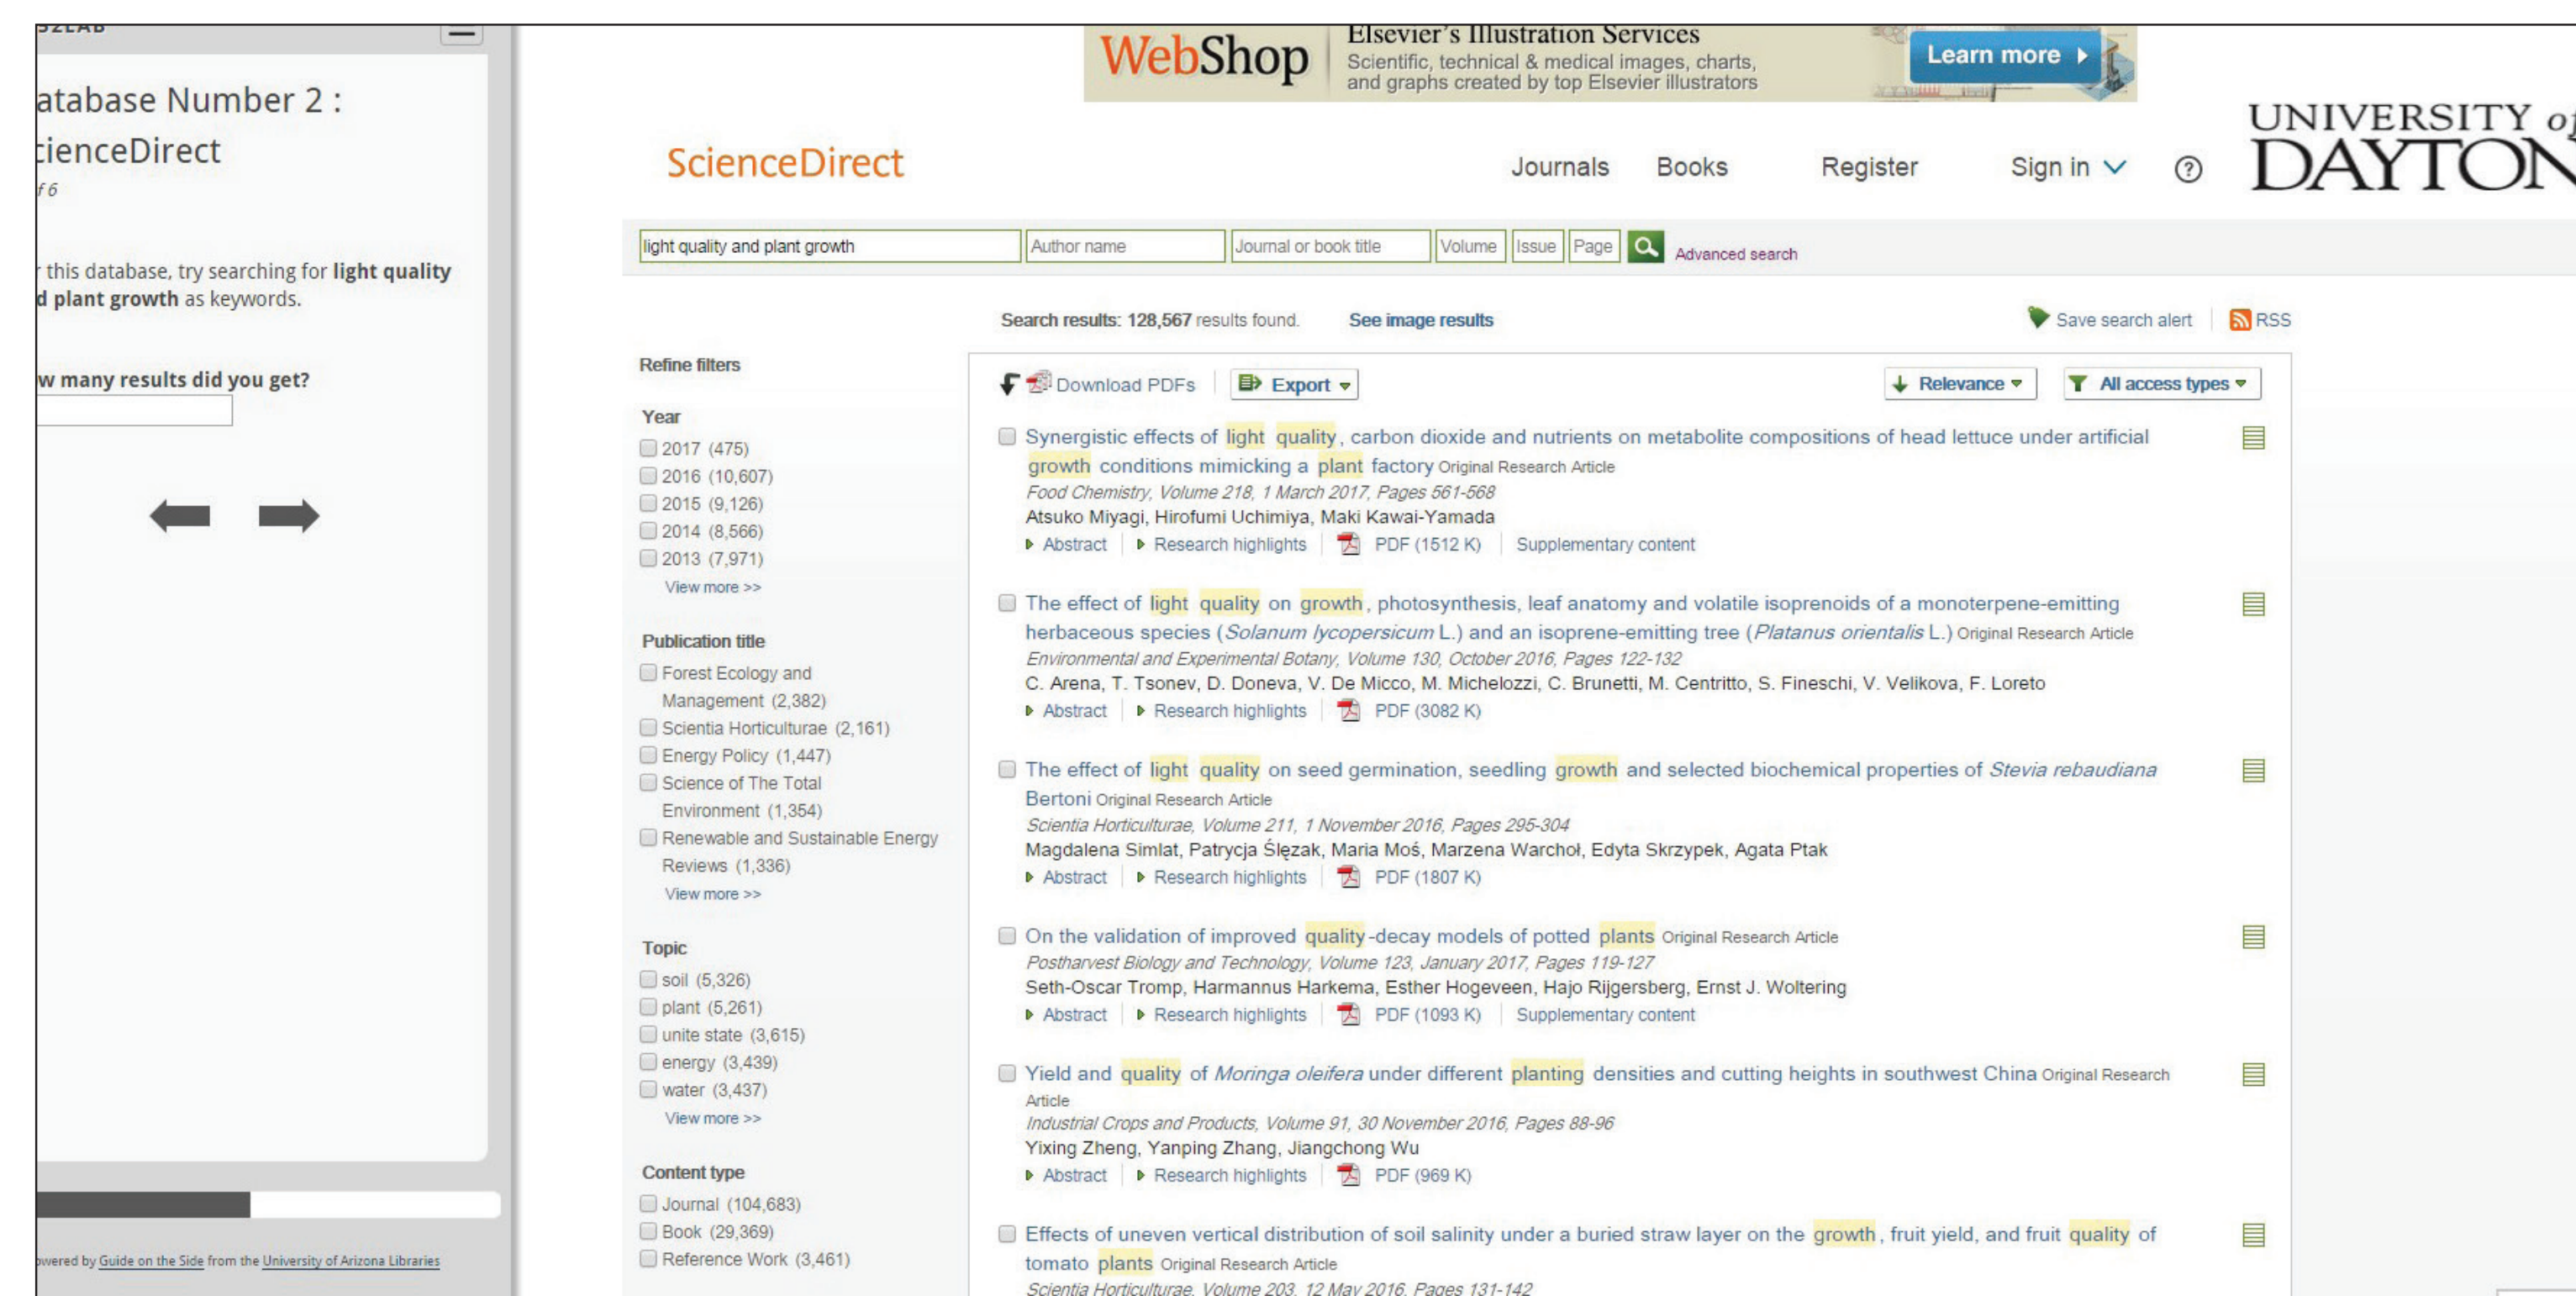 atabase Number 2 :
cienceDirect
f 6
this database, try searching for light quality
d plant growth as keywords.
w many results did you get?
owered by Guide on the Side from the University of Arizona Libraries
WebShop
Elsevier's Illustration Services
Scientific, technical & medical images, charts,
and graphs created by top Elsevier illustrators
Learn more
ScienceDirect
Journals Books Register Sign in ?
UNIVERSITY of
DAYTON
light quality and plant growth Author name Journal or book title Volume Issue Page Advanced search
Search results: 128,567 results found. See image results Save search alert RSS
Refine filters
Year
2017 (475)
2016 (10,607)
2015 (9,126)
2014 (8,566)
2013 (7,971)
View more >>
Publication title
Forest Ecology and
Management (2,382)
Scientia Horticulturae (2,161)
Energy Policy (1,447)
Science of The Total
Environment (1,354)
Renewable and Sustainable Energy
Reviews (1,336)
View more >>
Topic
soil (5,326)
plant (5,261)
unite state (3,615)
energy (3,439)
water (3,437)
View more >>
Content type
Journal (104,683)
Book (29,369)
Reference Work (3,461)
Download PDFs Export Relevance All access types
Synergistic effects of light quality, carbon dioxide and nutrients on metabolite compositions of head lettuce under artificial
growth conditions mimicking a plant factory Original Research Article
Food Chemistry, Volume 218, 1 March 2017, Pages 561-568
Atsuko Miyagi, Hirofumi Uchimiya, Maki Kawai-Yamada
Abstract Research highlights PDF (1512 K) Supplementary content
The effect of light quality on growth, photosynthesis, leaf anatomy and volatile isoprenoids of a monoterpene-emitting
herbaceous species (Solanum lycopersicum L.) and an isoprene-emitting tree (Platanus orientalis L.) Original Research Article
Environmental and Experimental Botany, Volume 130, October 2016, Pages 122-132
C. Arena, T. Tsonev, D. Doneva, V. De Micco, M. Michelozzi, C. Brunetti, M. Centritto, S. Fineschi, V. Velikova, F. Loreto
Abstract Research highlights PDF (3082 K)
The effect of light quality on seed germination, seedling growth and selected biochemical properties of Stevia rebaudiana
Bertoni Original Research Article
Scientia Horticulturae, Volume 211, 1 November 2016, Pages 295-304
Magdalena Simlat, Patrycja Ślęzak, Maria Moś, Marzena Warchoł, Edyta Skrzypek, Agata Ptak
Abstract Research highlights PDF (1807 K)
On the validation of improved quality-decay models of potted plants Original Research Article
Postharvest Biology and Technology, Volume 123, January 2017, Pages 119-127
Seth-Oscar Tromp, Harmannus Harkema, Esther Hogeveen, Hajo Rijgersberg, Ernst J. Woltering
Abstract Research highlights PDF (1093 K) Supplementary content
Yield and quality of Moringa oleifera under different planting densities and cutting heights in southwest China Original Research
Article
Industrial Crops and Products, Volume 91, 30 November 2016, Pages 88-96
Yixing Zheng, Yanping Zhang, Jiangchong Wu
Abstract Research highlights PDF (969 K)
Effects of uneven vertical distribution of soil salinity under a buried straw layer on the growth, fruit yield, and fruit quality of
tomato plants Original Research Article
Scientia Horticulturae, Volume 203, 12 May 2016, Pages 131-142